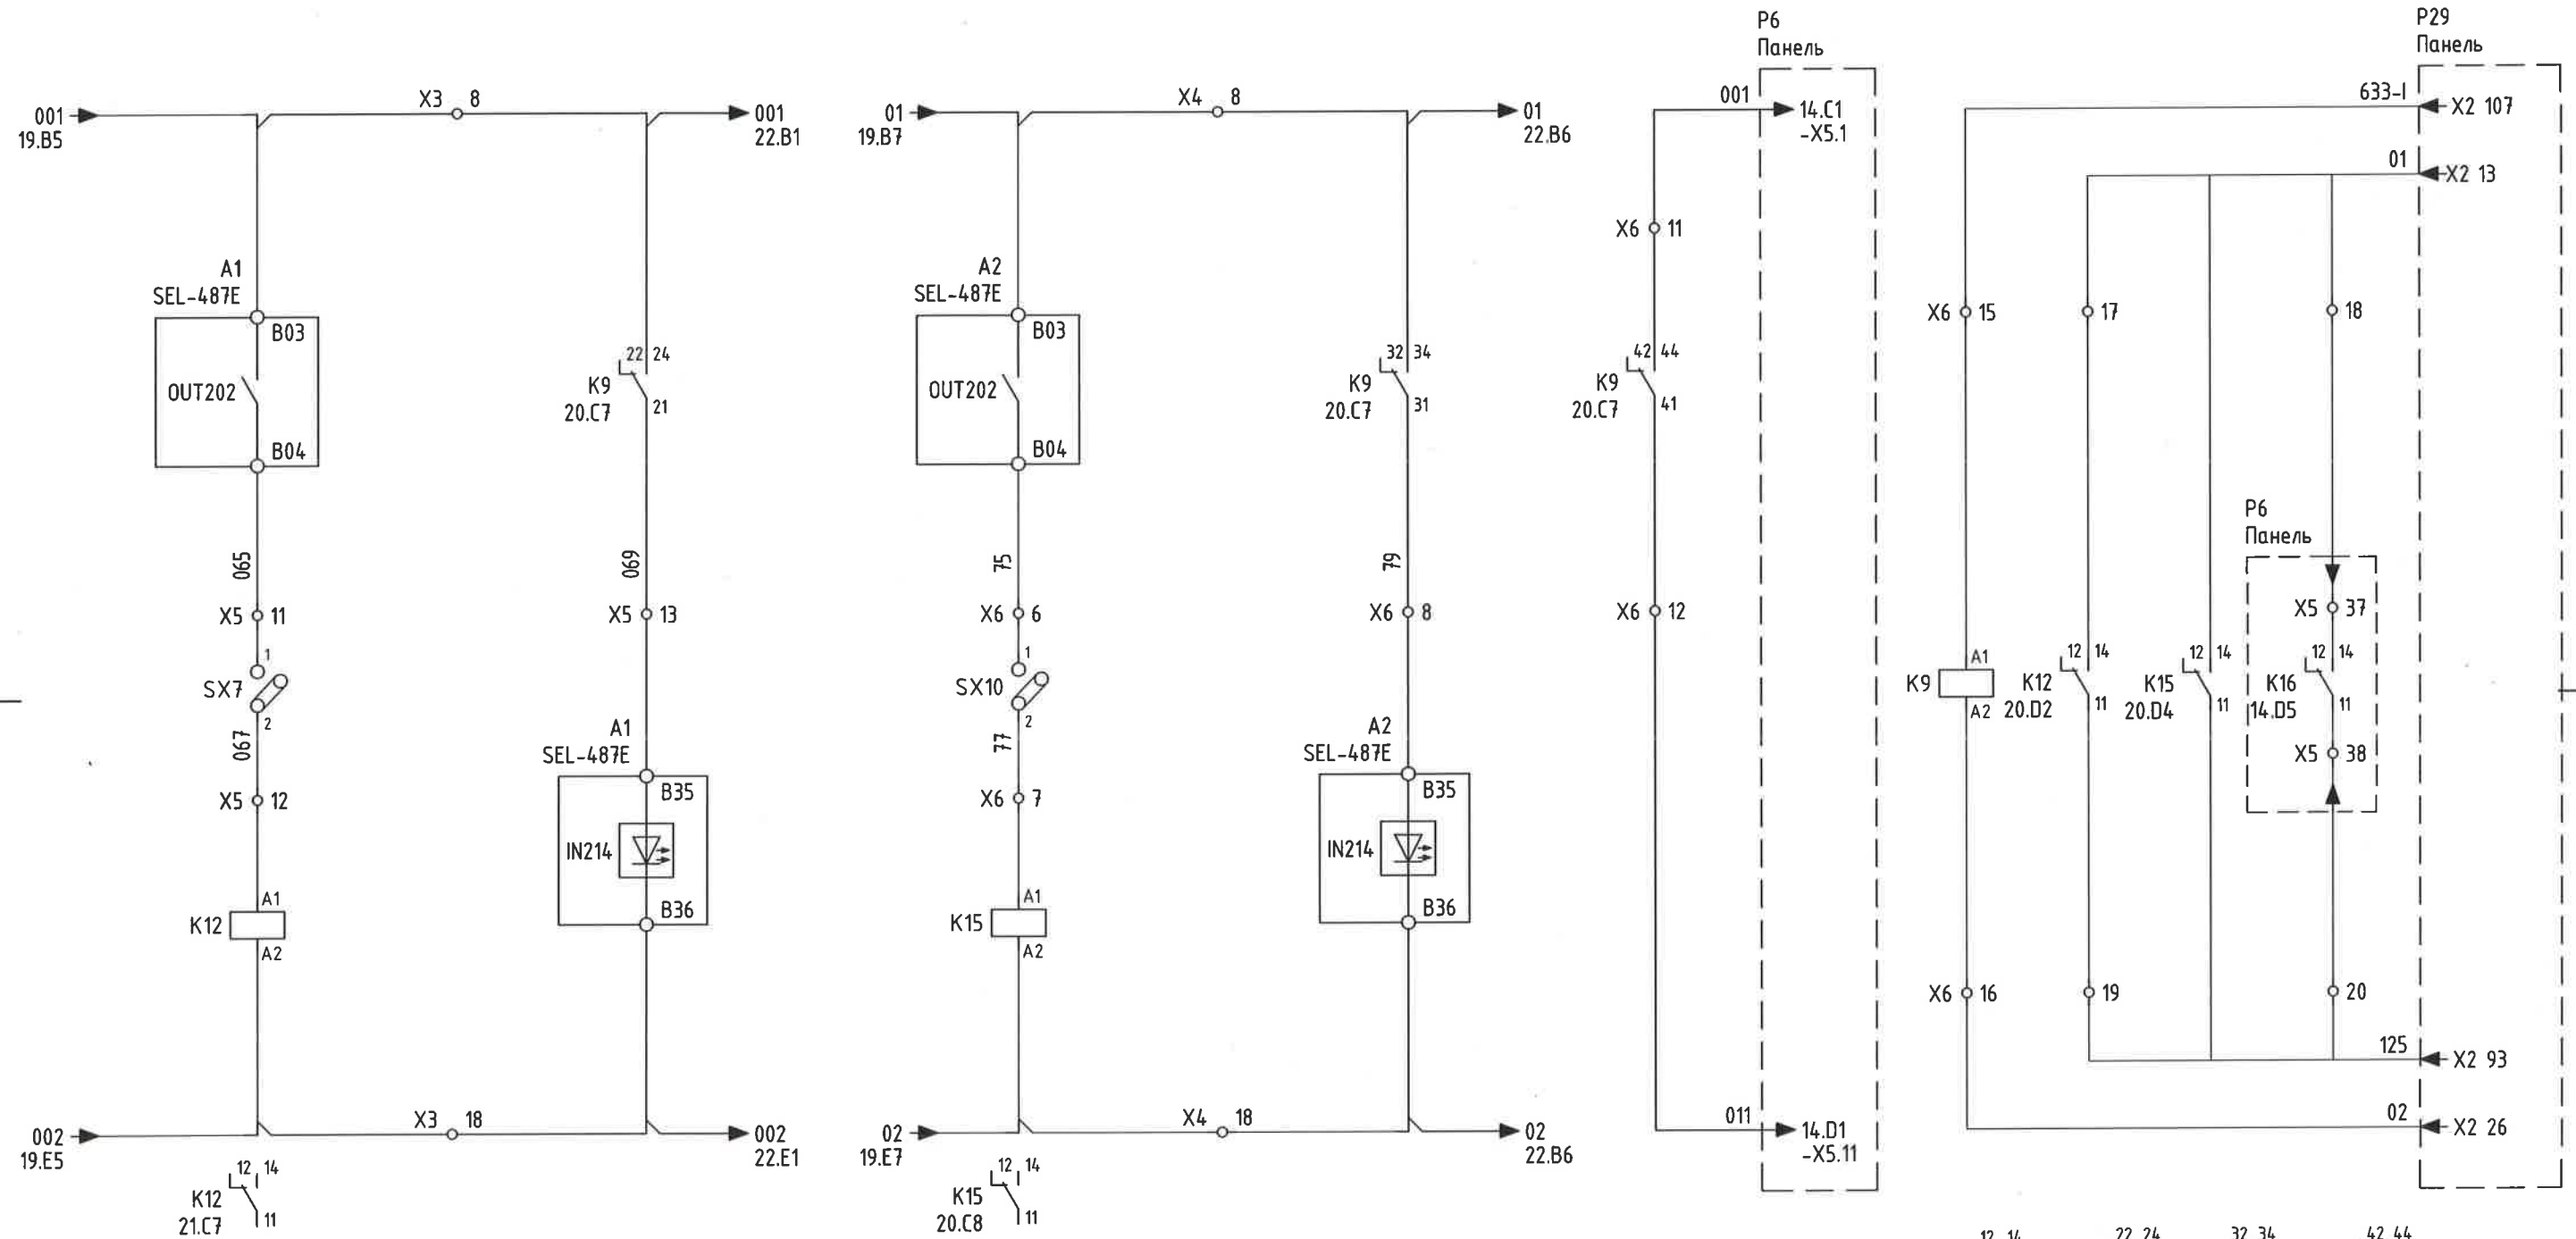 P6
Панель
P29
Панель
001
19.B5
X3 8
001
22.B1
01
19.B7
X4 8
01
22.B6
001
14.C1
-X5.1
633-I
X2 107
01
X2 13
X6 11
A1
SEL-487E
B03
OUT202
B04
22 24
K9
20.C7
21
A2
SEL-487E
B03
OUT202
B04
32 34
K9
20.C7
31
42 44
K9
20.C7
41
X6 15
17
18
065
069
75
79
P6
Панель
X5 11
X5 13
X6 6
X6 8
X6 12
X5 37
1
SX7
2
067
1
SX10
2
77
A1
K9
A2
12 14
K12
20.D2
11
12 14
K15
20.D4
11
12 14
K16
14.D5
11
X5 38
A1
SEL-487E
B35
IN214
B36
A2
SEL-487E
B35
IN214
B36
X5 12
X6 7
A1
K12
A2
A1
K15
A2
X6 16
19
20
125
X2 93
02
X2 26
002
19.E5
X3 18
002
22.E1
02
19.E7
X4 18
02
22.B6
011
14.D1
-X5.11
12 14
K12
21.C7
11
12 14
K15
20.C8
11
12 14
22 24
32 34
42 44